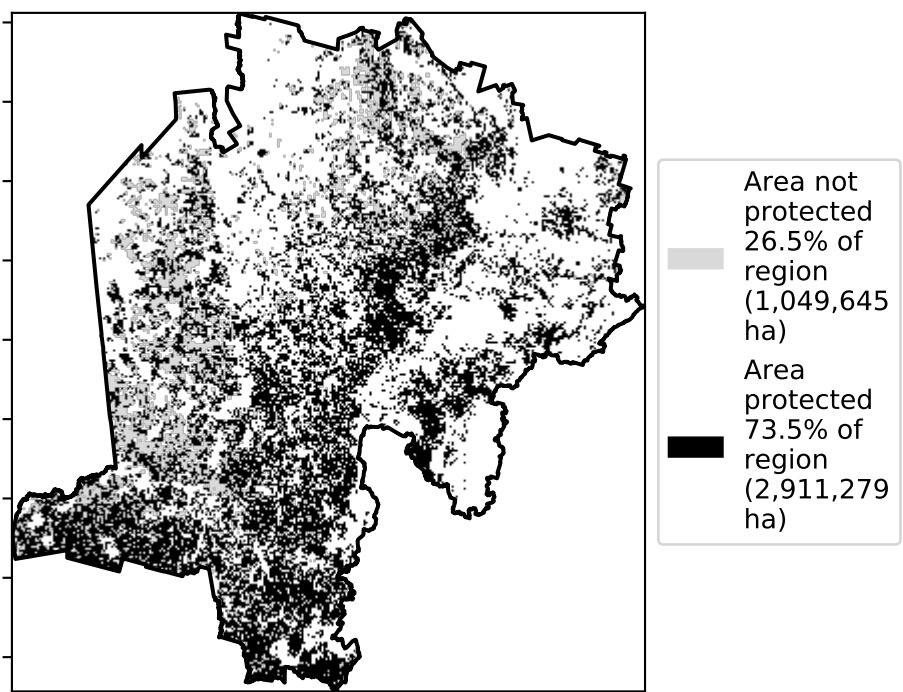 Area not
protected
26.5% of
region
(1,049,645
ha)
Area
protected
73.5% of
region
(2,911,279
ha)